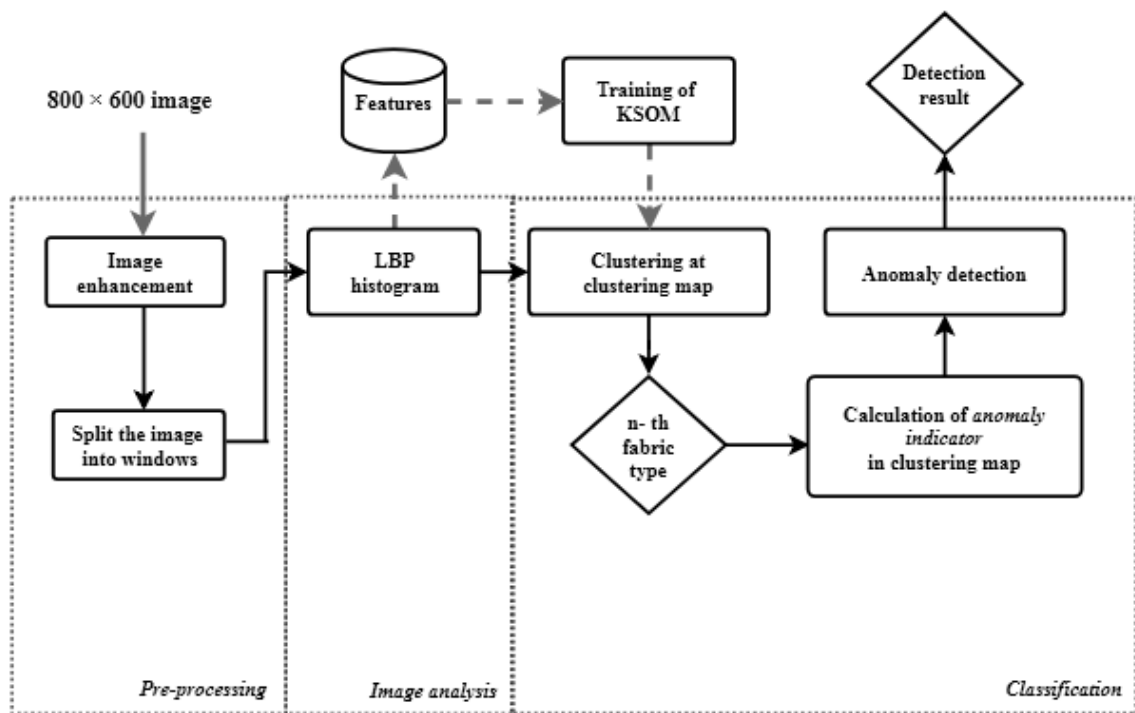 800 × 600 image
Features
Training of
KSOM
Detection
result
Image
enhancement
LBP
histogram
Clustering at
clustering map
Anomaly detection
Split the image
into windows
n- th
fabric
type
Calculation of anomaly
indicator
in clustering map
Pre-processing
Image analysis
Classification